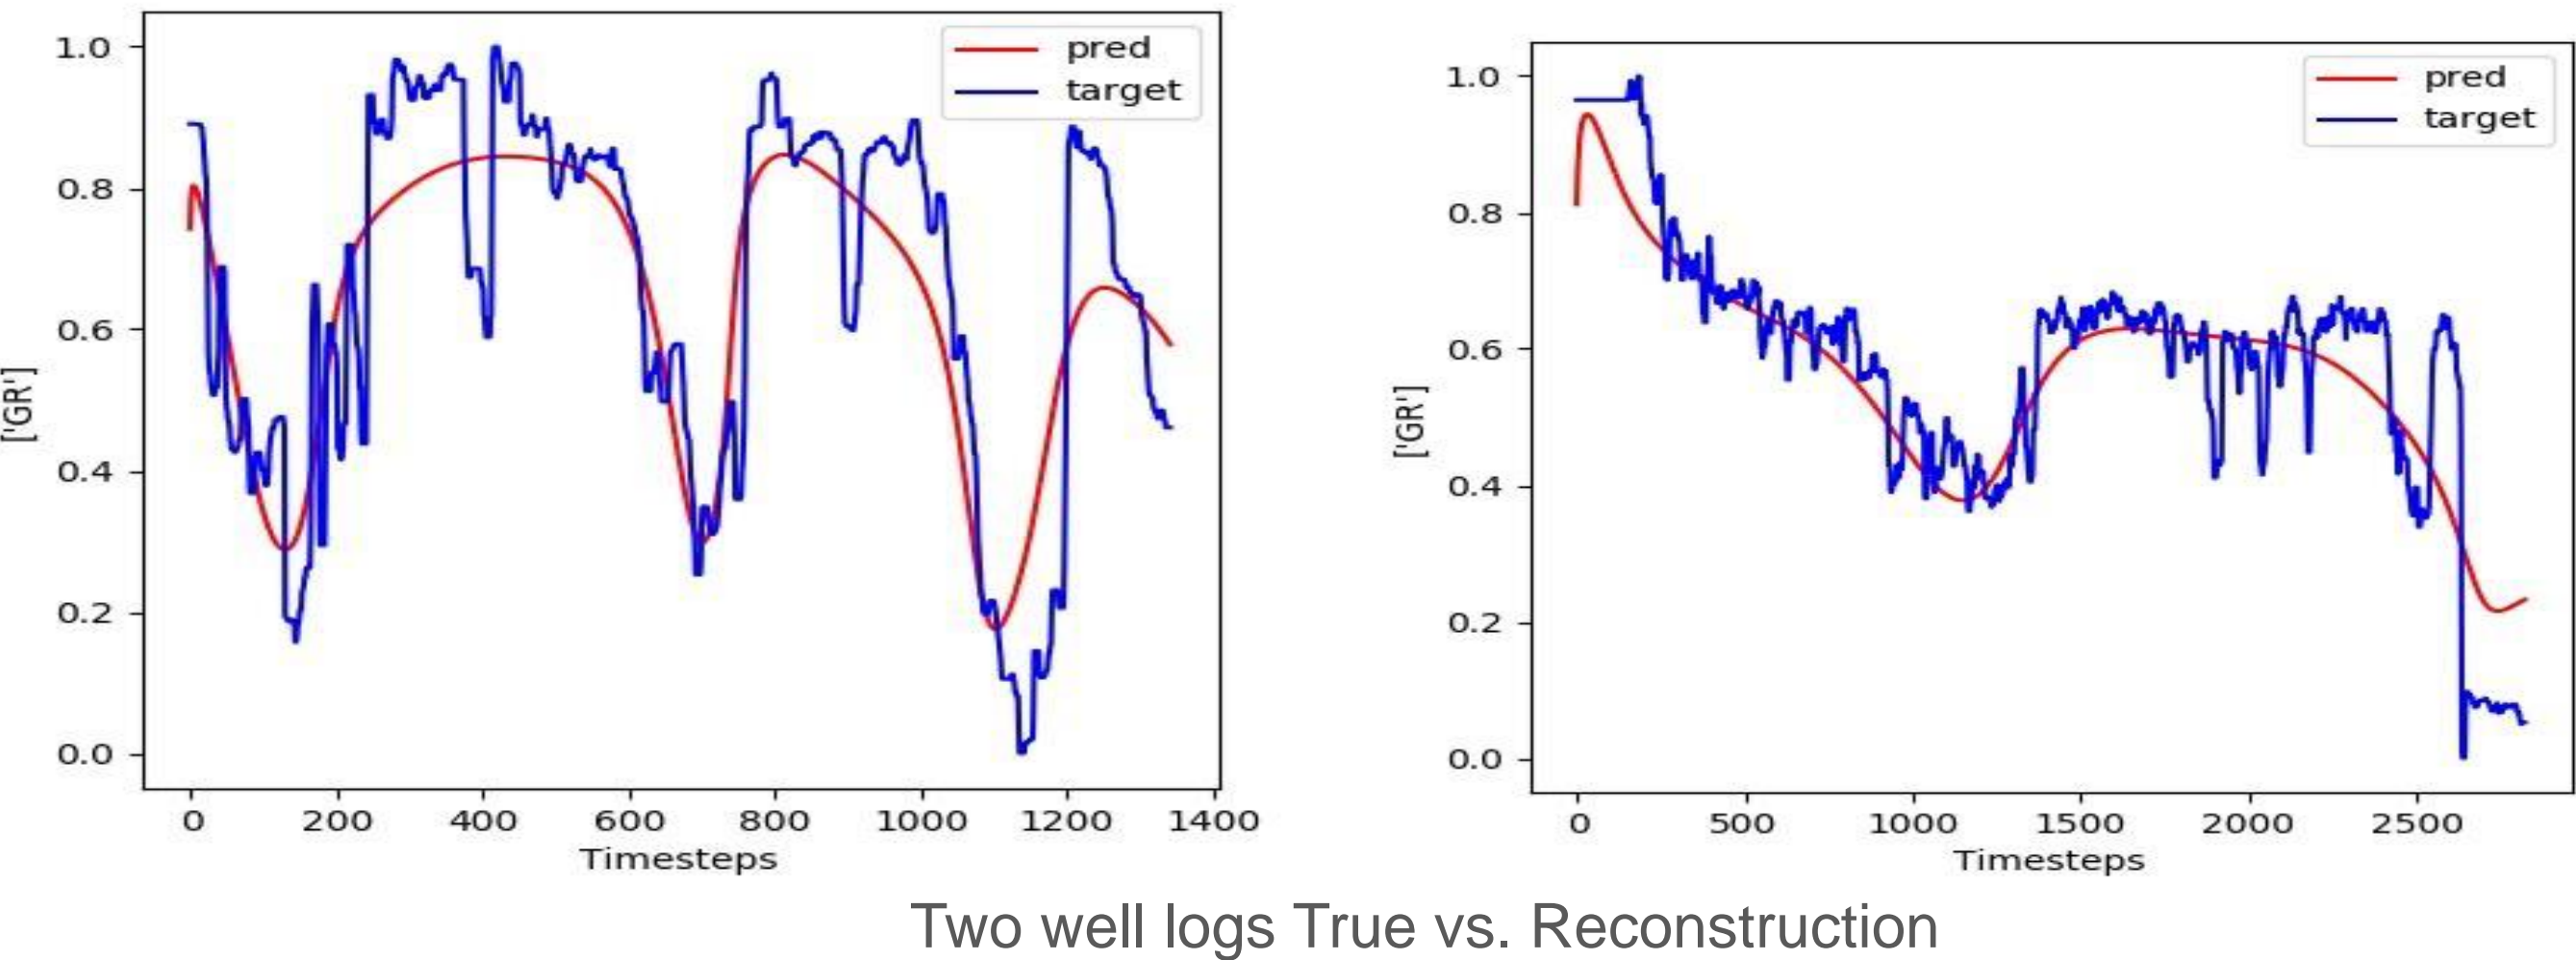 pred
target
1.0
0.8
0.6
0.4
0.2
0.0
['GR']
0 200 400 600 800 1000 1200 1400
Timesteps
pred
target
1.0
0.8
0.6
0.4
0.2
0.0
['GR']
0 500 1000 1500 2000 2500
Timesteps
Two well logs True vs. Reconstruction